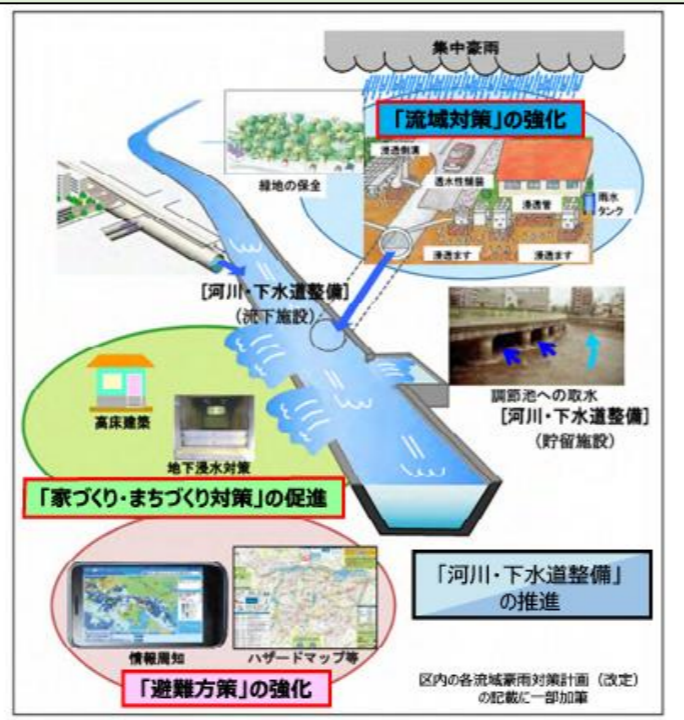 集中豪雨
「流域対策」の強化
浸透側溝
透水性舗装
浸透管
雨水
タンク
浸透ます
浸透ます
緑地の保全
[河川・下水道整備]
(流下施設)
調節池への取水
[河川・下水道整備]
(貯留施設)
高床建築
地下浸水対策
「家づくり・まちづくり対策」の促進
情報周知
ハザードマップ等
「避難方策」の強化
「河川・下水道整備」
の推進
区内の各流域豪雨対策計画（改定）
の記載に一部加筆